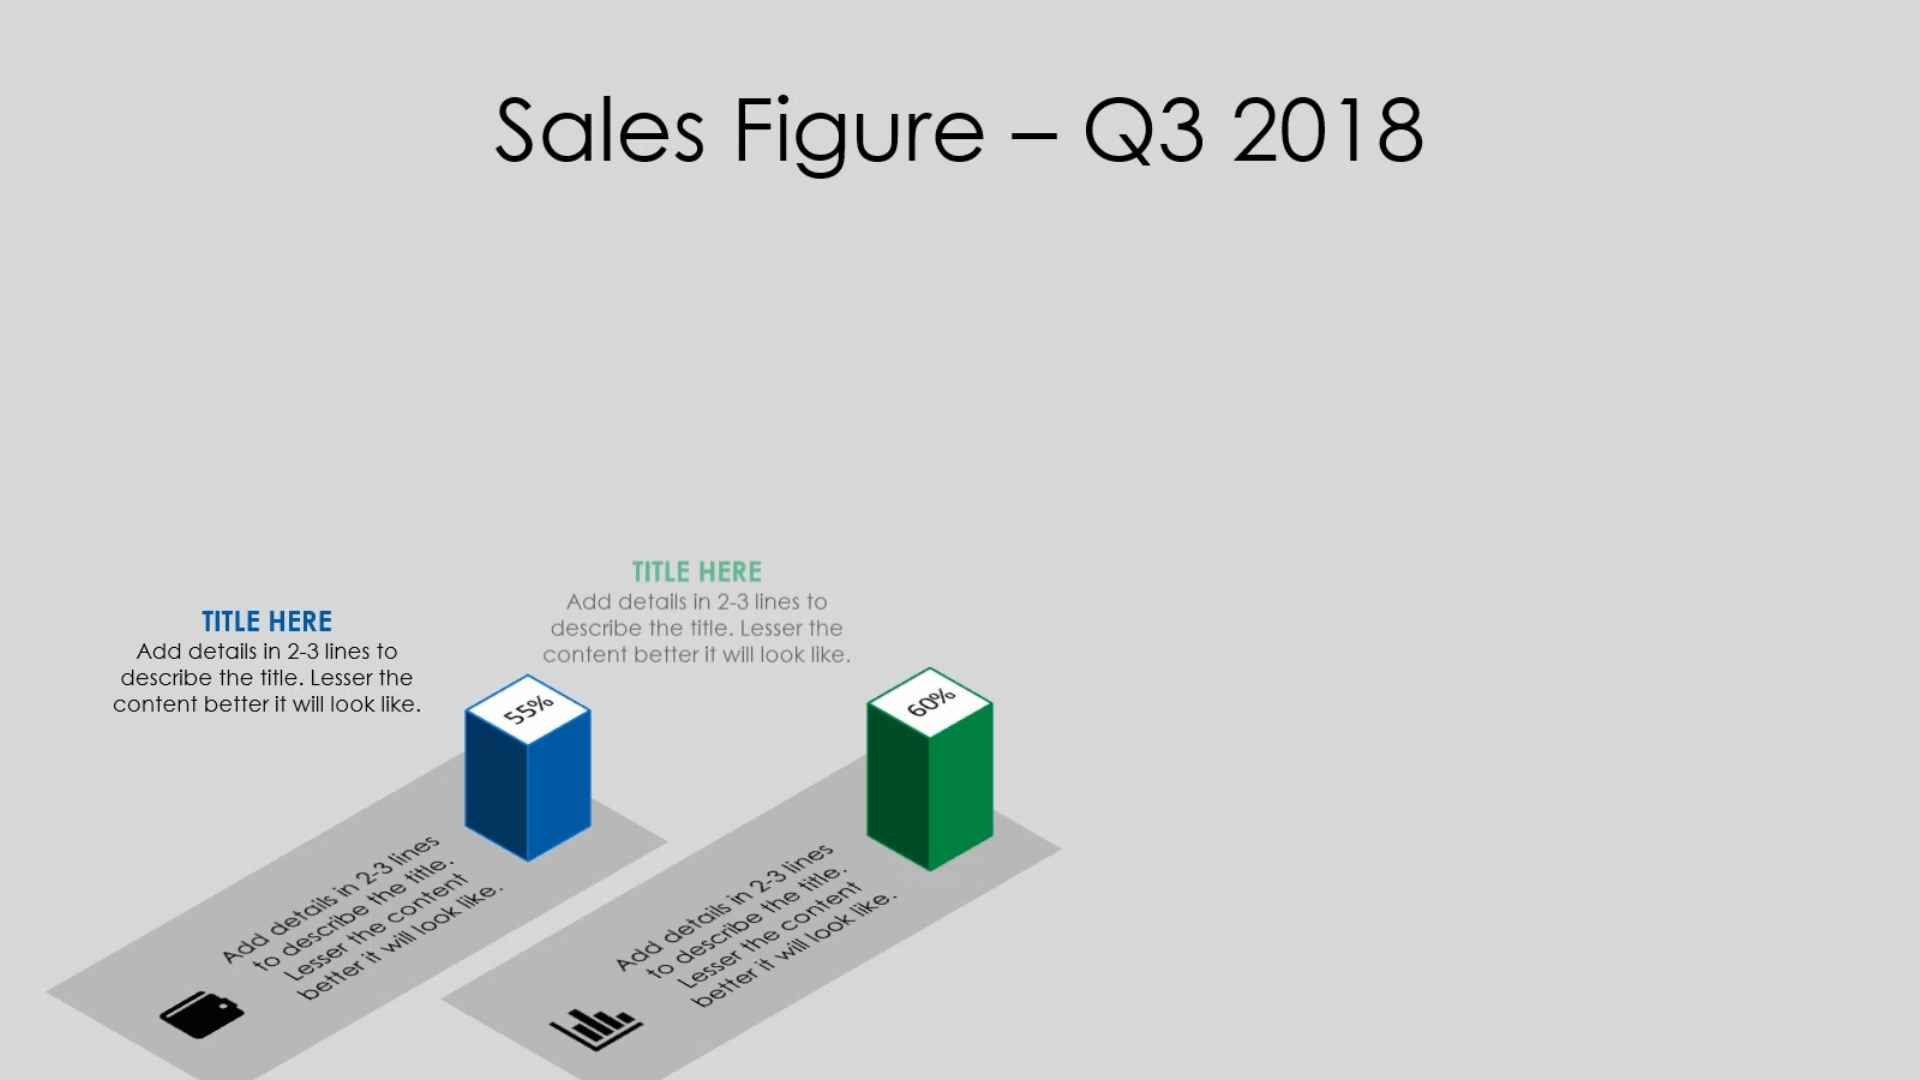 Sales Figure – Q3 2018
TITLE HERE
Add details in 2-3 lines to
describe the title. Lesser the
content better it will look like.
55%
Add details in 2-3 lines
to describe the title.
Lesser the content
better it will look like.
TITLE HERE
Add details in 2-3 lines to
describe the title. Lesser the
content better it will look like.
60%
Add details in 2-3 lines
to describe the title.
Lesser the content
better it will look like.